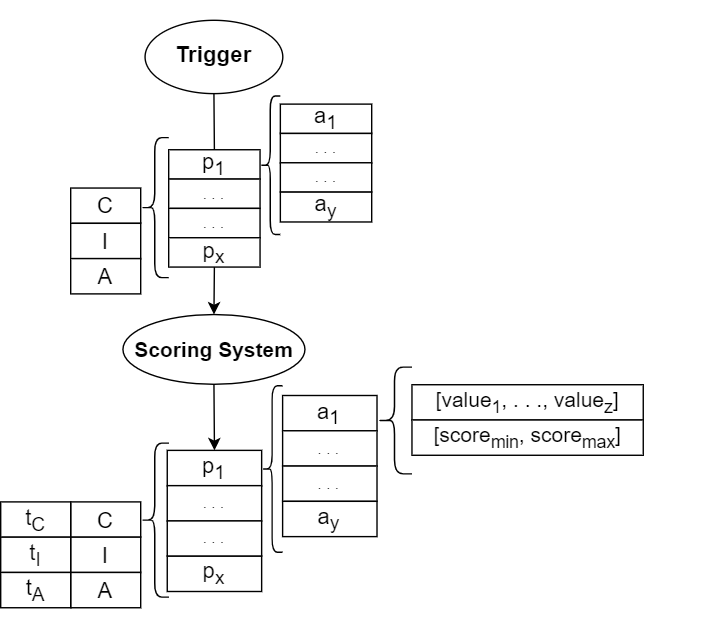 Trigger
a1
. . .
. . .
ay
p1
. . .
. . .
px
C
I
A
Scoring System
[value1, . . ., valuez]
[scoremin, scoremax]
a1
. . .
. . .
ay
p1
. . .
. . .
px
tC C
tI I
tA A